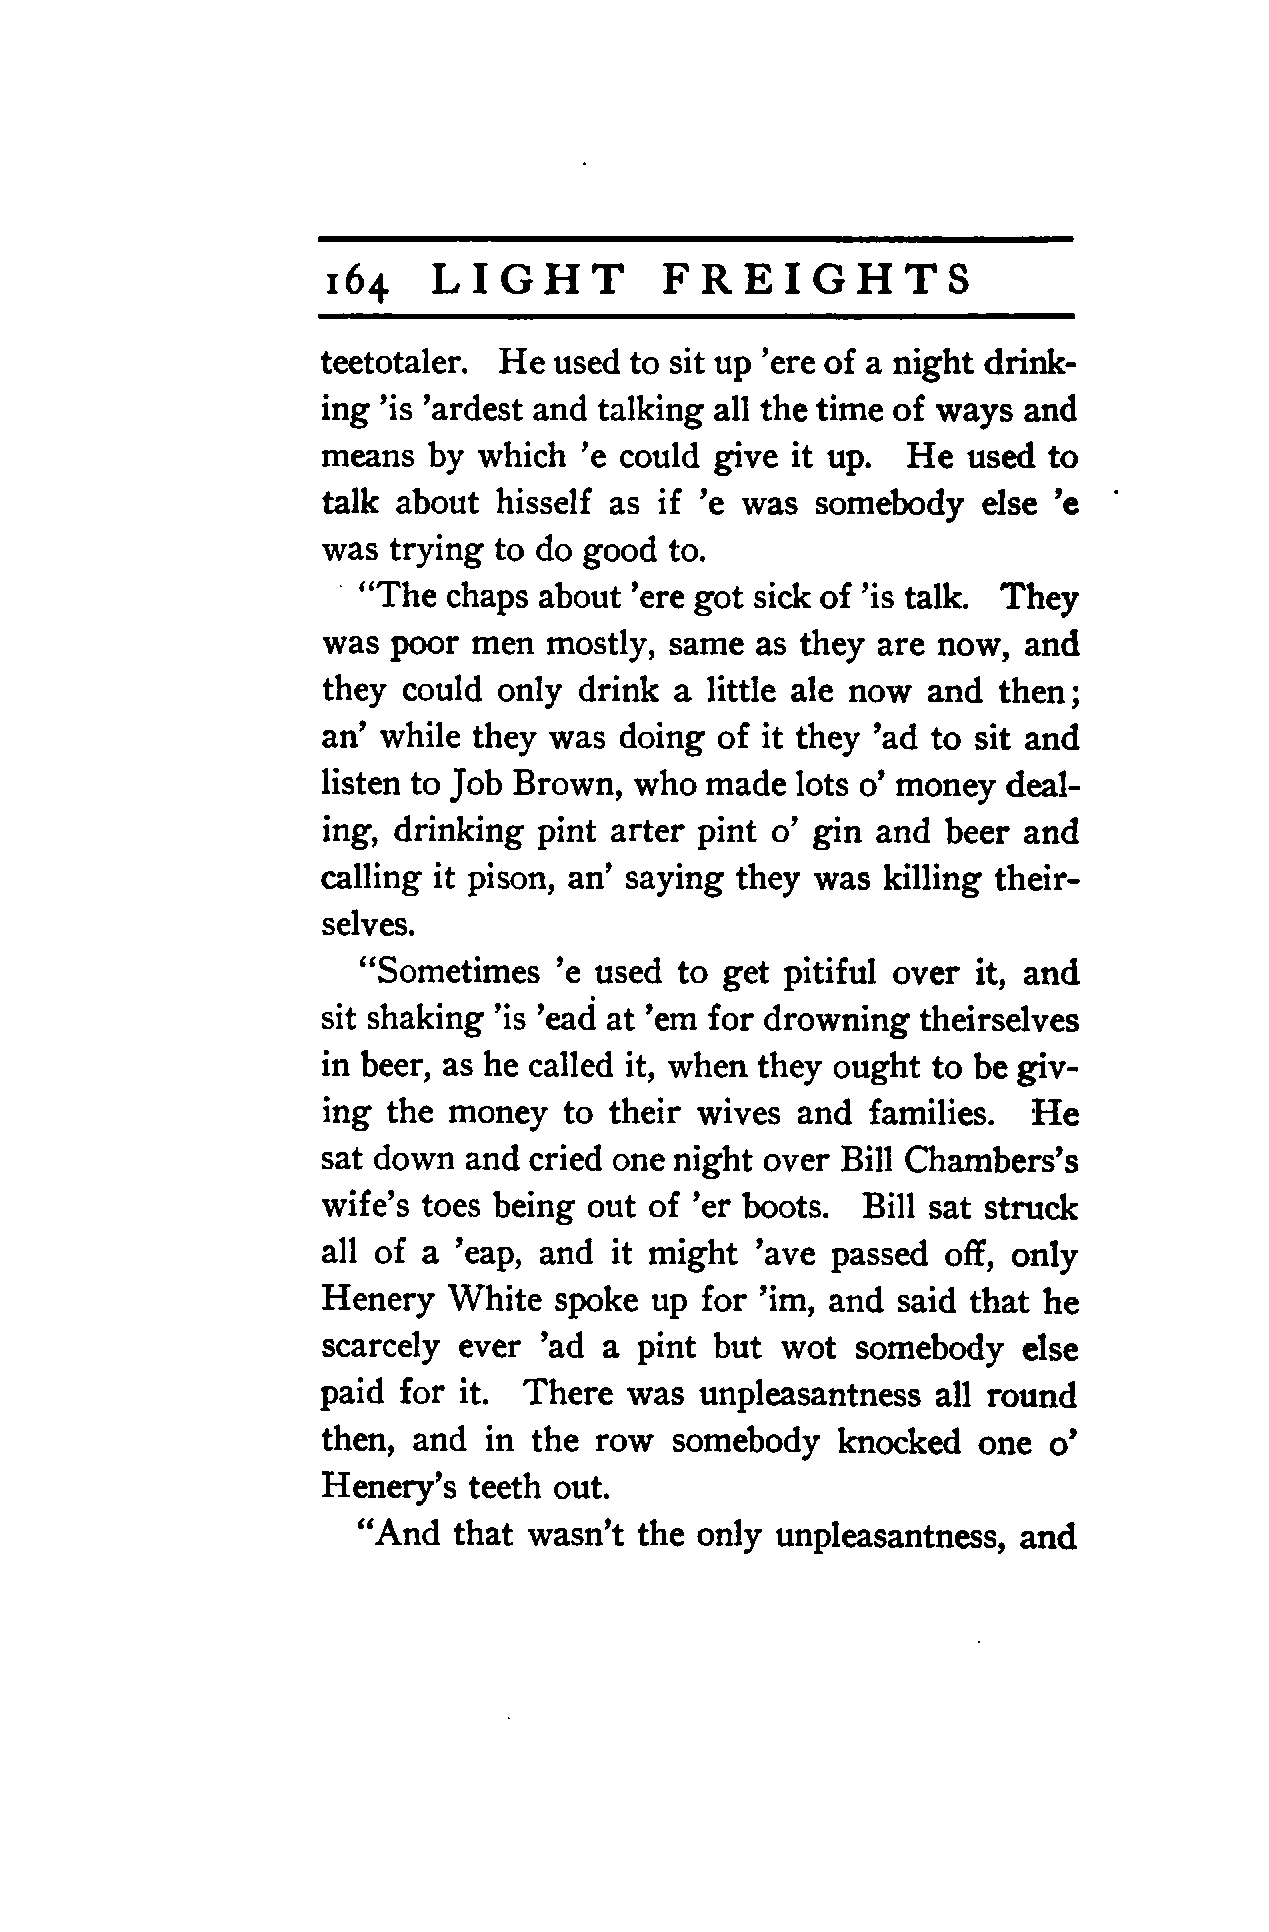 164 LIGHT FREIGHTS
teetotaler. He used to sit up 'ere of a night drink-
ing 'is 'ardest and talking all the time of ways and
means by which 'e could give it up. He used to
talk about hisself as if 'e was somebody else 'e
was trying to do good to.
"The chaps about 'ere got sick of 'is talk. They
was poor men mostly, same as they are now, and
they could only drink a little ale now and then;
an' while they was doing of it they 'ad to sit and
listen to Job Brown, who made lots o' money deal-
ing, drinking pint arter pint o' gin and beer and
calling it pison, an' saying they was killing their-
selves.
"Sometimes 'e used to get pitiful over it, and
sit shaking 'is 'ead at 'em for drowning theirselves
in beer, as he called it, when they ought to be giv-
ing the money to their wives and families. He
sat down and cried one night over Bill Chambers's
wife's toes being out of 'er boots. Bill sat struck
all of a 'eap, and it might 'ave passed off, only
Henery White spoke up for 'im, and said that he
scarcely ever 'ad a pint but wot somebody else
paid for it. There was unpleasantness all round
then, and in the row somebody knocked one o'
Henery's teeth out.
"And that wasn't the only unpleasantness, and